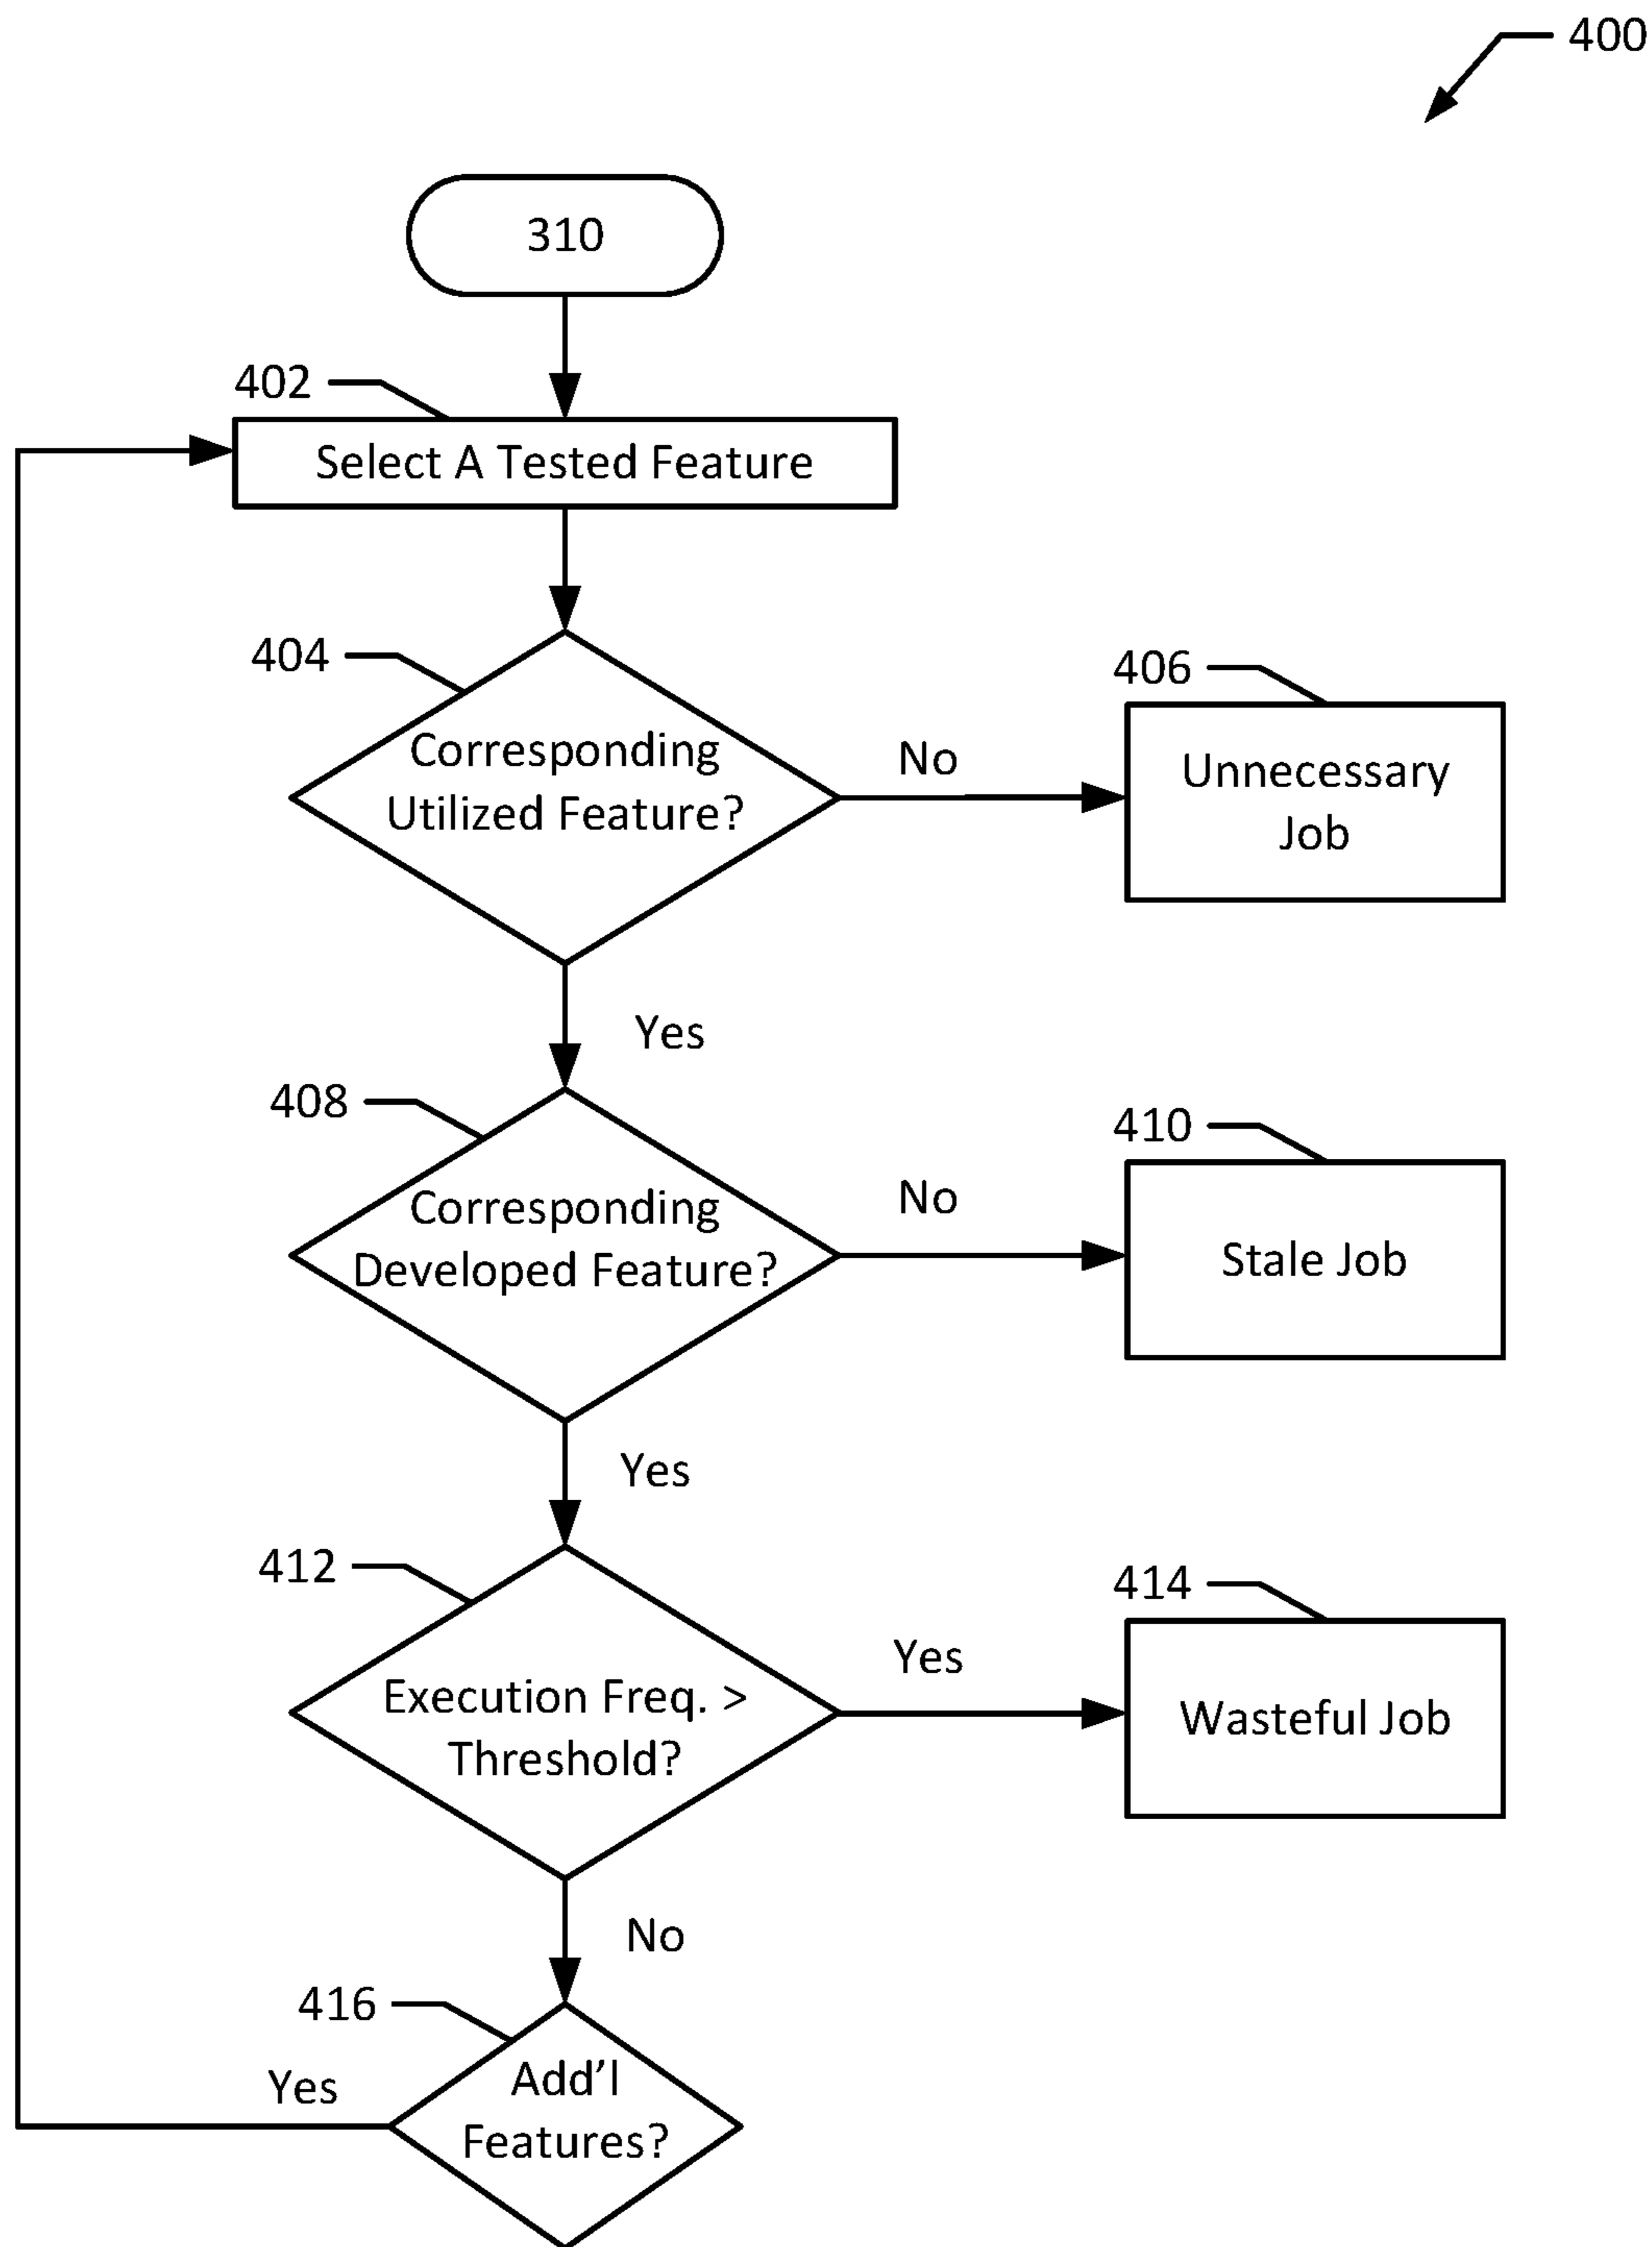 400
310
402
Select A Tested Feature
404
Corresponding
Utilized Feature?
No
406
Unnecessary
Job
Yes
408
Corresponding
Developed Feature?
No
410
Stale Job
Yes
412
Execution Freq. >
Threshold?
Yes
414
Wasteful Job
No
416
Add'l
Features?
Yes